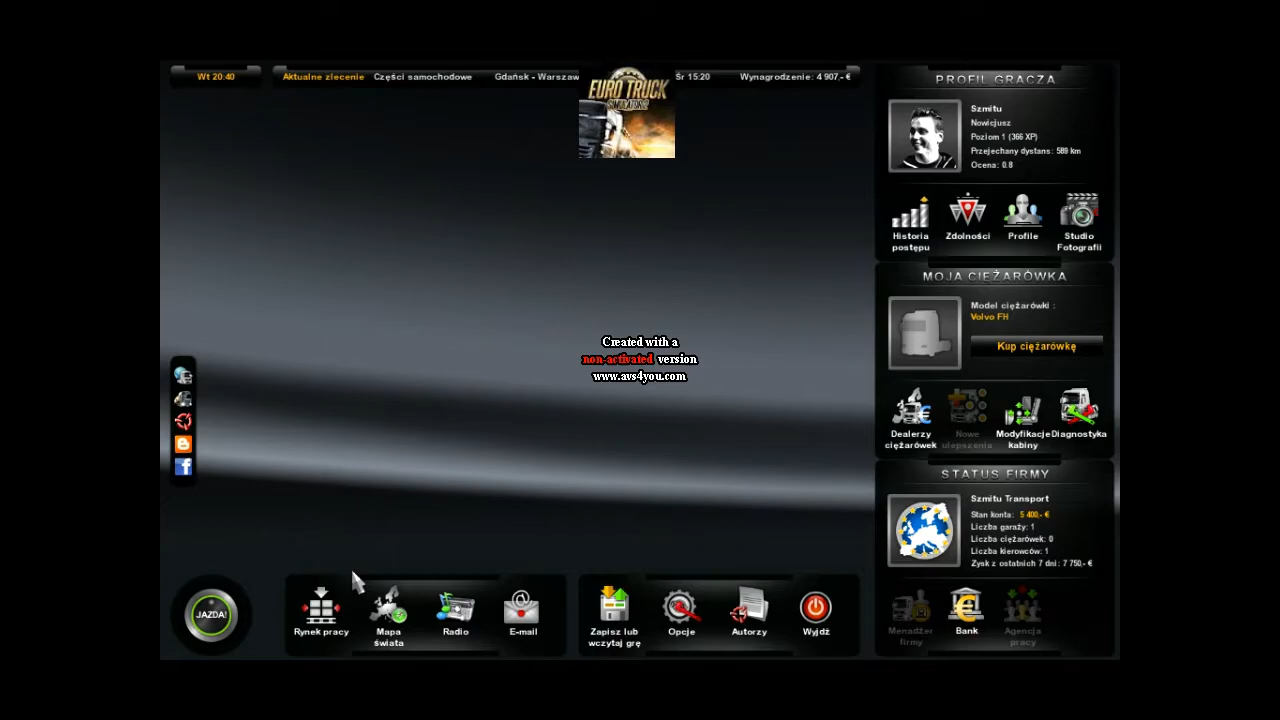 Wt 20:40
Aktualne zlecenie Części samochodowe Gdańsk - Warszaw Śr 15:20 Wynagrodzenie: 4 907,- €
EURO TRUCK
SIMULATOR 2
PROFIL GRACZA
Szmitu
Nowicjusz
Poziom 1 (366 XP)
Przejechany dystans: 589 km
Ocena: 0.8
Historia postępu
Zdolności
Profile
Studio Fotografii
MOJA CIĘŻARÓWKA
Model ciężarówki :
Volvo FH
Kup ciężarówkę
Created with a
non-activated version
www.avs4you.com
Dealerzy ciężarówek
Nowe ulepszenia
Modyfikacje kabiny
Diagnostyka
STATUS FIRMY
Szmitu Transport
Stan konta: 5 400,- €
Liczba garaży: 1
Liczba ciężarówek: 0
Liczba kierowców: 1
Zysk z ostatnich 7 dni: 7 750,- €
JAZDA!
Rynek pracy
Mapa świata
Radio
E-mail
Zapisz lub wczytaj grę
Opcje
Autorzy
Wyjdź
Menadżer firmy
Bank
Agencja pracy